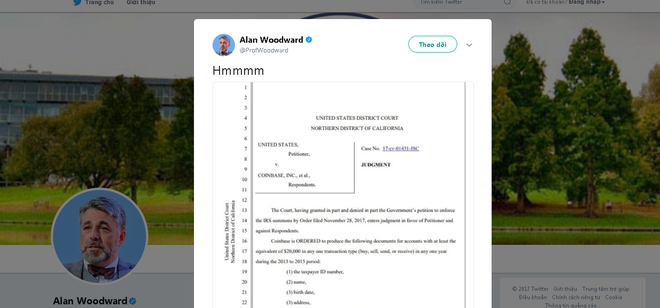 Trang chủ Giới thiệu
Tìm kiếm Twitter
Alan Woodward
@ProfWoodward
Theo dõi
Hmmmm
1
2
3
4 UNITED STATES DISTRICT COURT
5 NORTHERN DISTRICT OF CALIFORNIA
6
7 UNITED STATES, Case No. 17-cv-01431-JSC
8 Petitioner,
9 v. JUDGMENT
10 COINBASE, INC., et al.,
11 Respondents.
12
13 The Court, having granted in part and denied in part the Government's petition to enforce
14 the IRS summons by Order filed November 28, 2017, enters judgment in favor of Petitioner and
15 against Respondents.
16 Coinbase is ORDERED to produce the following documents for accounts with at least the
17 equivalent of $20,000 in any one transaction type (buy, sell, send, or receive) in any one year
18 during the 2013 to 2015 period:
19 (1) the taxpayer ID number,
20 (2) name,
21 (3) birth date,
22 (3) address,
United States District Court
Northern District of California
Alan Woodward
© 2017 Twitter Giới thiệu Trung tâm trợ giúp
Điều khoản Chính sách riêng tư Cookie
Thông tin quảng cáo